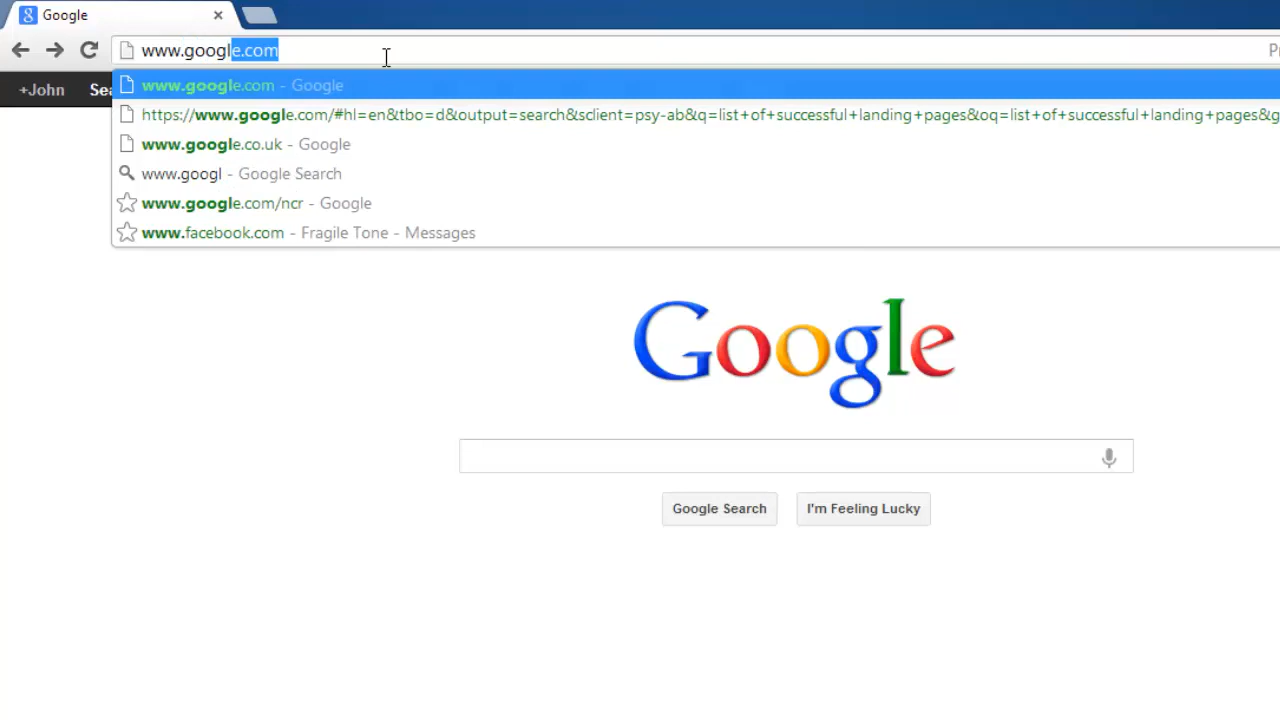 Google
www.google.com
Pr
www.google.com - Google
https://www.google.com/#hl=en&tbo=d&output=search&sclient=psy-ab&q=list+of+successful+landing+pages&oq=list+of+successful+landing+pages&g
www.google.co.uk - Google
www.googl - Google Search
www.google.com/ncr - Google
www.facebook.com - Fragile Tone - Messages
+John Sea
Google
Google Search I'm Feeling Lucky